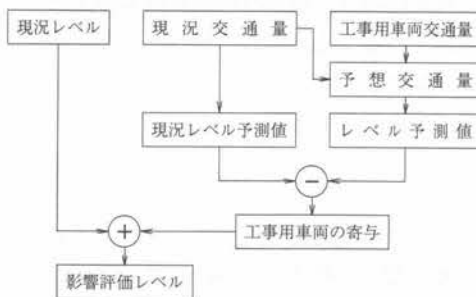 現況レベル
現況交通量
工事用車両交通量
予想交通量
現況レベル予測値
レベル予測値
−
工事用車両の寄与
+
影響評価レベル